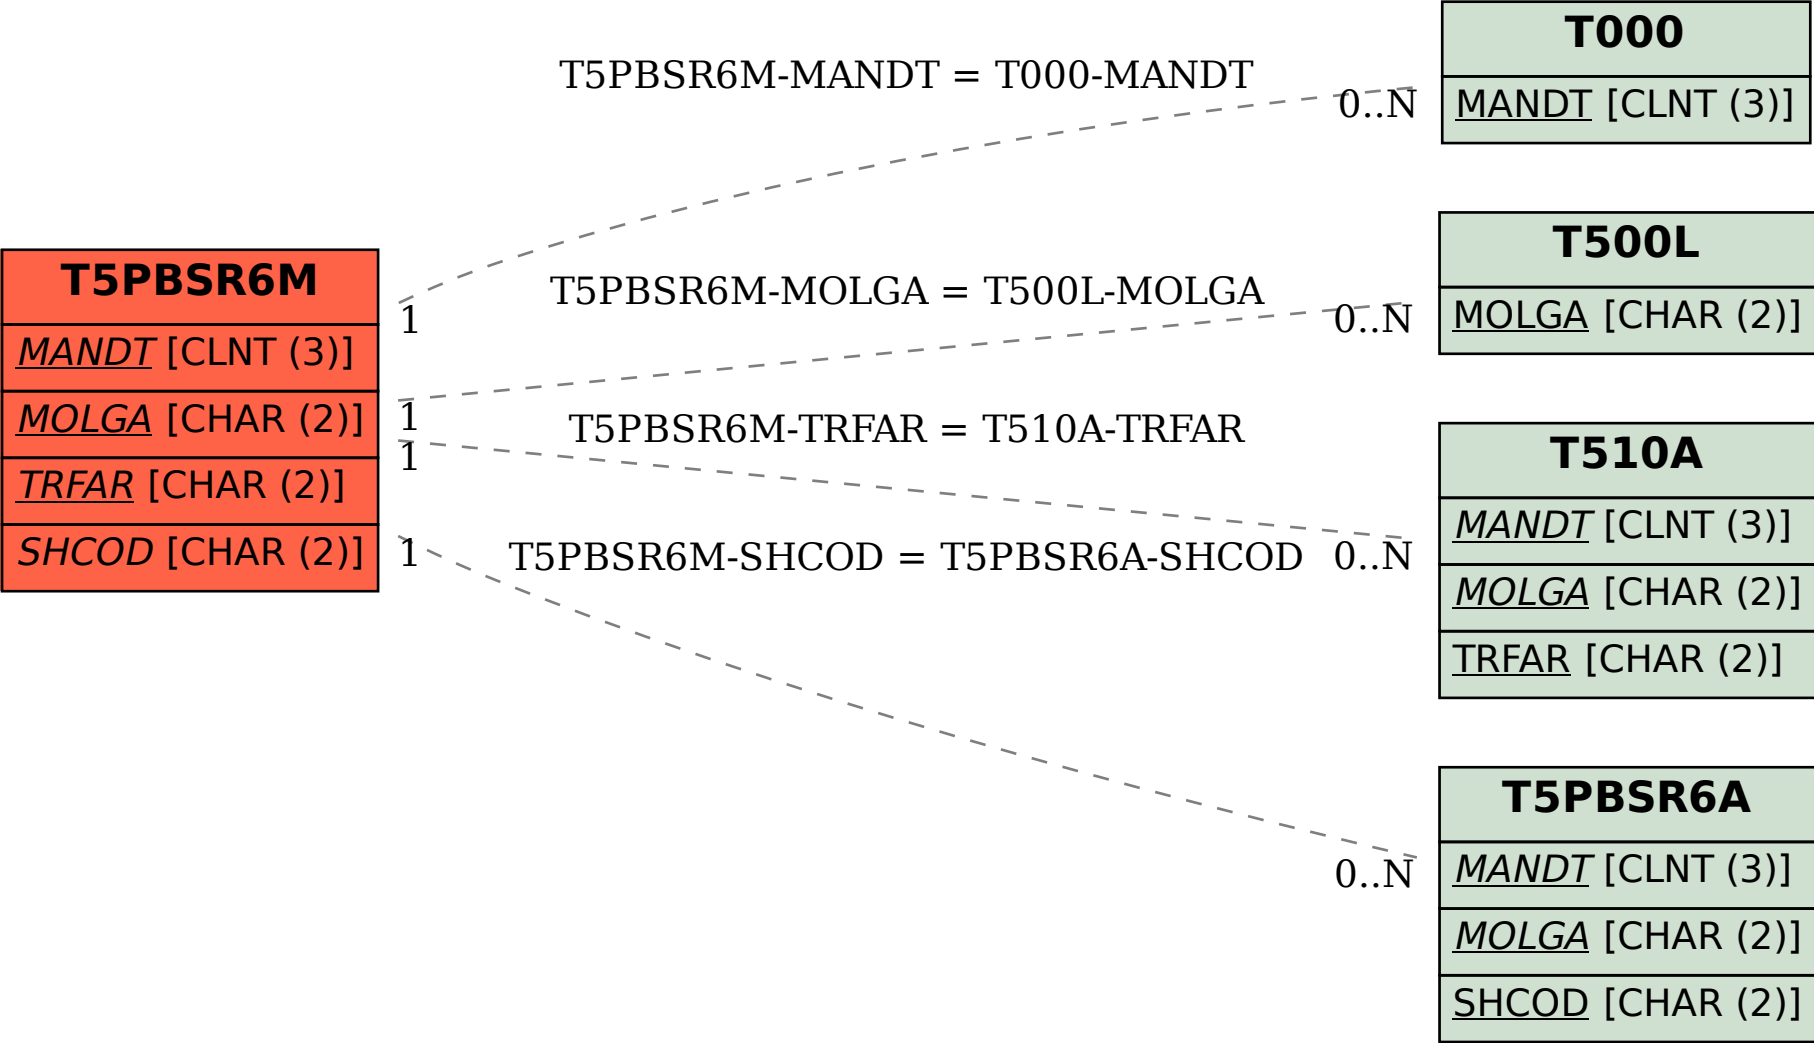 T5PBSR6M
MANDT [CLNT (3)]
MOLGA [CHAR (2)]
TRFAR [CHAR (2)]
SHCOD [CHAR (2)]
T5PBSR6M-MANDT = T000-MANDT
1
0..N
T5PBSR6M-MOLGA = T500L-MOLGA
1
0..N
T5PBSR6M-TRFAR = T510A-TRFAR
1
0..N
T5PBSR6M-SHCOD = T5PBSR6A-SHCOD
1
0..N
T000
MANDT [CLNT (3)]
T500L
MOLGA [CHAR (2)]
T510A
MANDT [CLNT (3)]
MOLGA [CHAR (2)]
TRFAR [CHAR (2)]
T5PBSR6A
MANDT [CLNT (3)]
MOLGA [CHAR (2)]
SHCOD [CHAR (2)]